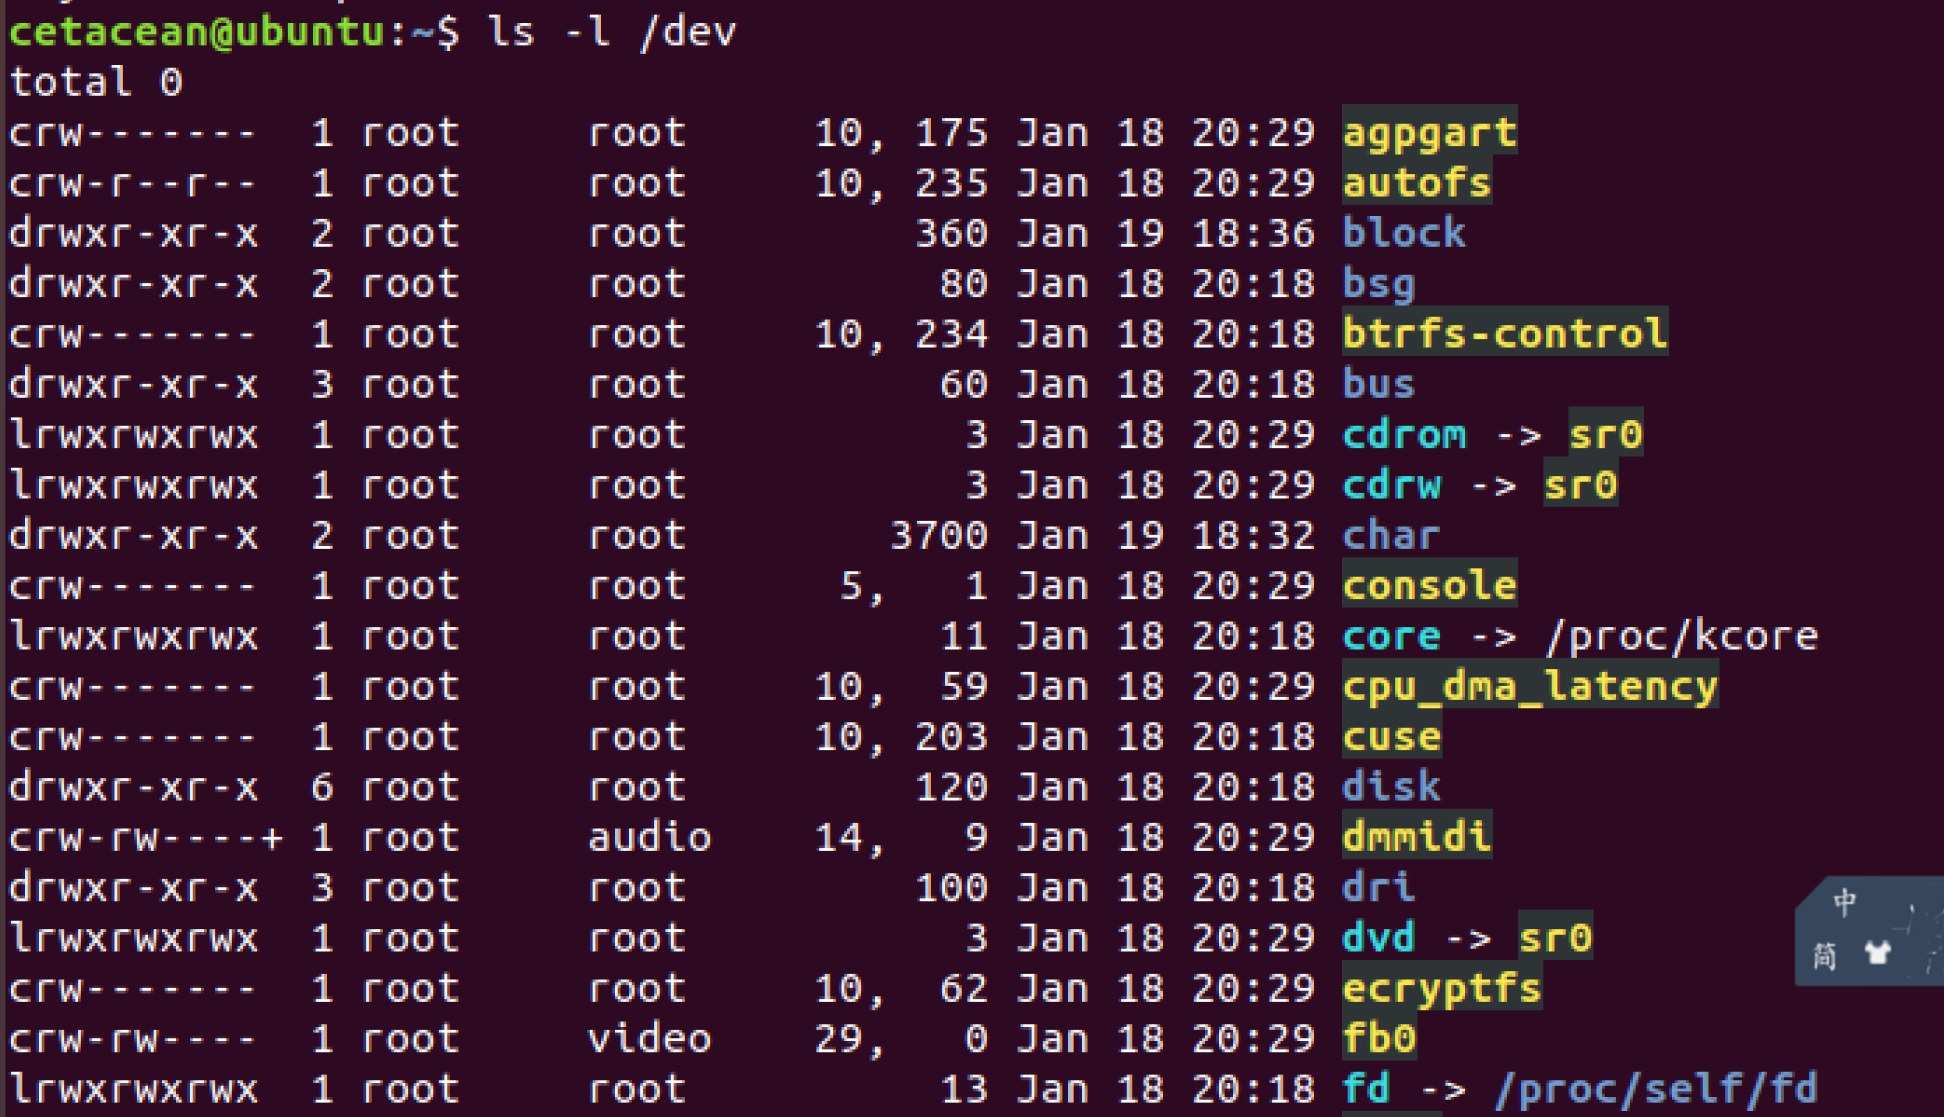 cetacean@ubuntu:~$ ls -l /dev
total 0
crw------- 1 root root 10, 175 Jan 18 20:29 agpgart
crw-r--r-- 1 root root 10, 235 Jan 18 20:29 autofs
drwxr-xr-x 2 root root 360 Jan 19 18:36 block
drwxr-xr-x 2 root root 80 Jan 18 20:18 bsg
crw------- 1 root root 10, 234 Jan 18 20:18 btrfs-control
drwxr-xr-x 3 root root 60 Jan 18 20:18 bus
lrwxrwxrwx 1 root root 3 Jan 18 20:29 cdrom -> sr0
lrwxrwxrwx 1 root root 3 Jan 18 20:29 cdrw -> sr0
drwxr-xr-x 2 root root 3700 Jan 19 18:32 char
crw------- 1 root root 5, 1 Jan 18 20:29 console
lrwxrwxrwx 1 root root 11 Jan 18 20:18 core -> /proc/kcore
crw------- 1 root root 10, 59 Jan 18 20:29 cpu_dma_latency
crw------- 1 root root 10, 203 Jan 18 20:18 cuse
drwxr-xr-x 6 root root 120 Jan 18 20:18 disk
crw-rw----+ 1 root audio 14, 9 Jan 18 20:29 dmmidi
drwxr-xr-x 3 root root 100 Jan 18 20:18 dri
lrwxrwxrwx 1 root root 3 Jan 18 20:29 dvd -> sr0
crw------- 1 root root 10, 62 Jan 18 20:29 ecryptfs
crw-rw---- 1 root video 29, 0 Jan 18 20:29 fb0
lrwxrwxrwx 1 root root 13 Jan 18 20:18 fd -> /proc/self/fd
中
简